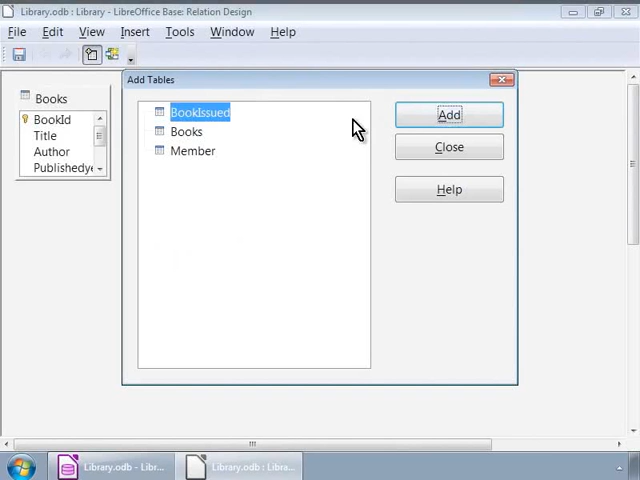 Library.odb : Library - LibreOffice Base: Relation Design
File Edit View Insert Tools Window Help
Books
BookId
Title
Author
Publishedye
Add Tables
BookIssued
Books
Member
Add
Close
Help
Library.odb - Libr...
Library.odb : Libra...